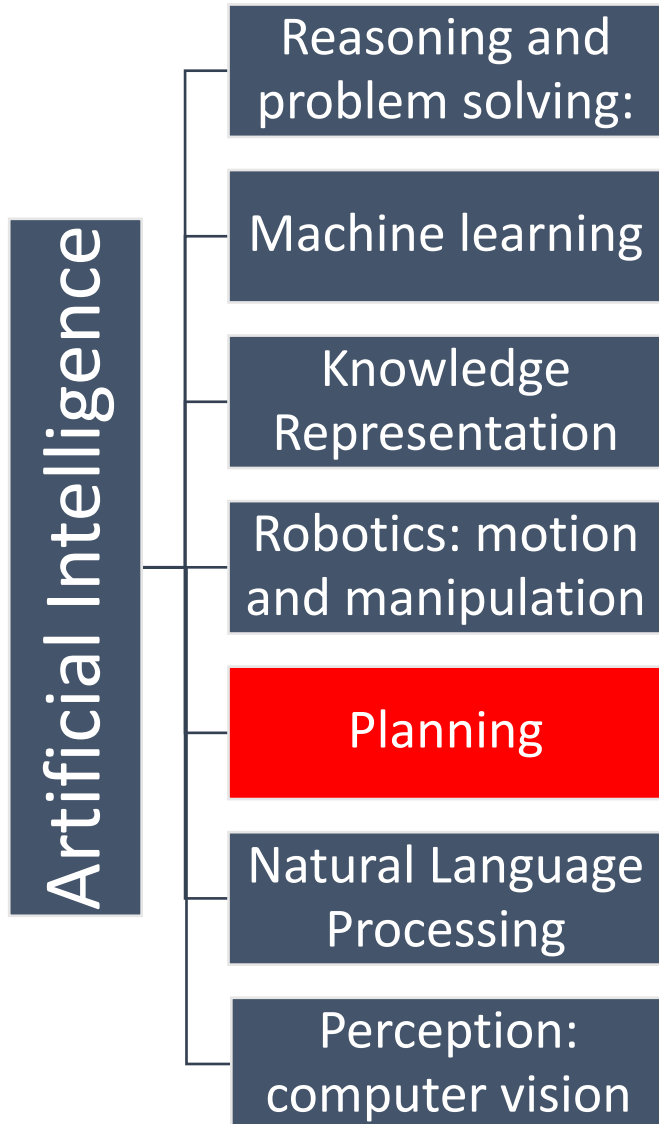 Artificial Intelligence
Reasoning and
problem solving:
Machine learning
Knowledge
Representation
Robotics: motion
and manipulation
Planning
Natural Language
Processing
Perception:
computer vision